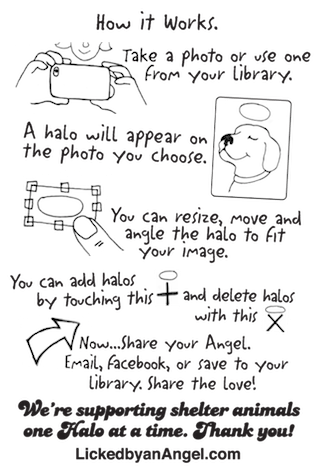 How it Works.
Take a photo or use one
from your library.
A halo will appear on
the photo you choose.
You can resize, move and
angle the halo to fit
your image.
You can add halos
by touching this + and delete halos
with this X
Now...Share your Angel.
Email, facebook, or save to your
library. Share the love!
We're supporting shelter animals
one Halo at a time. Thank you!
LickedbyanAngel.com